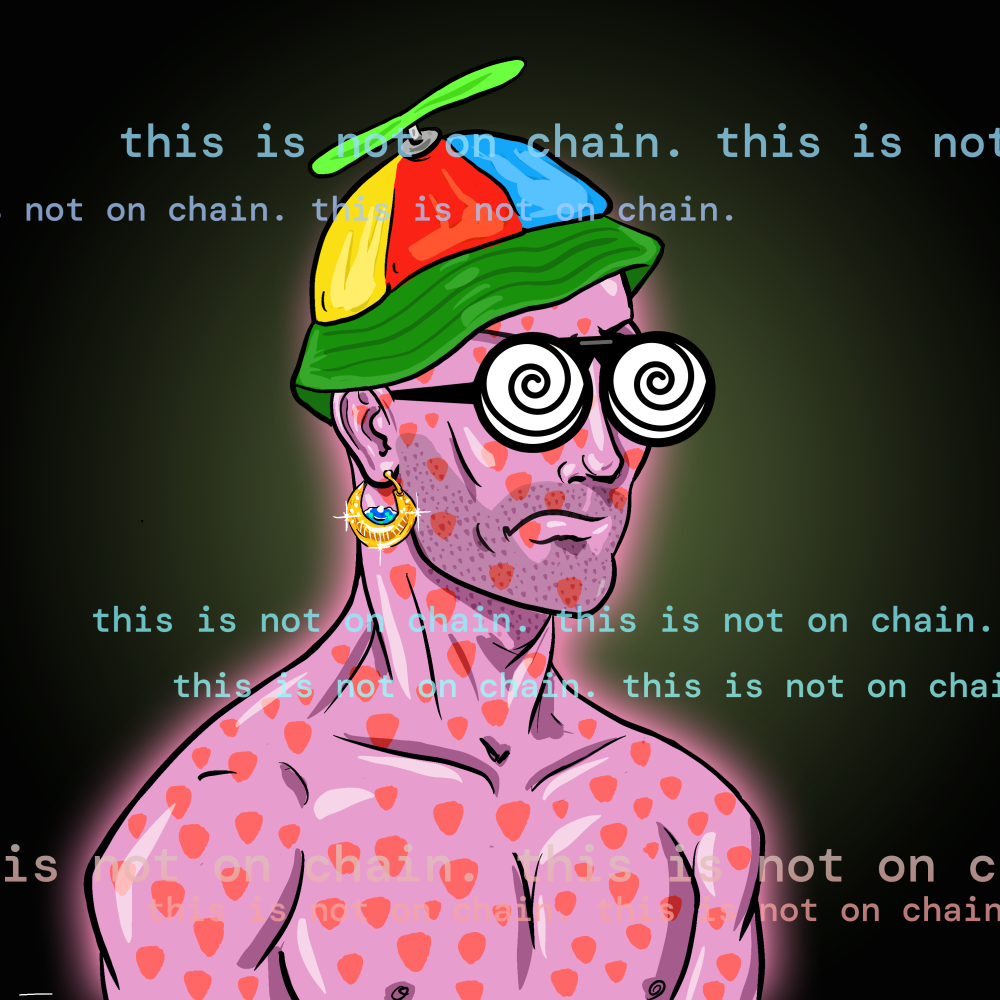 this is not on chain. this is not
not on chain. this is not on chain.
this is not on chain. this is not on chain.
this is not on chain. this is not on chai
is not on chain. this is not on c
this is not on chain. this is not on chain